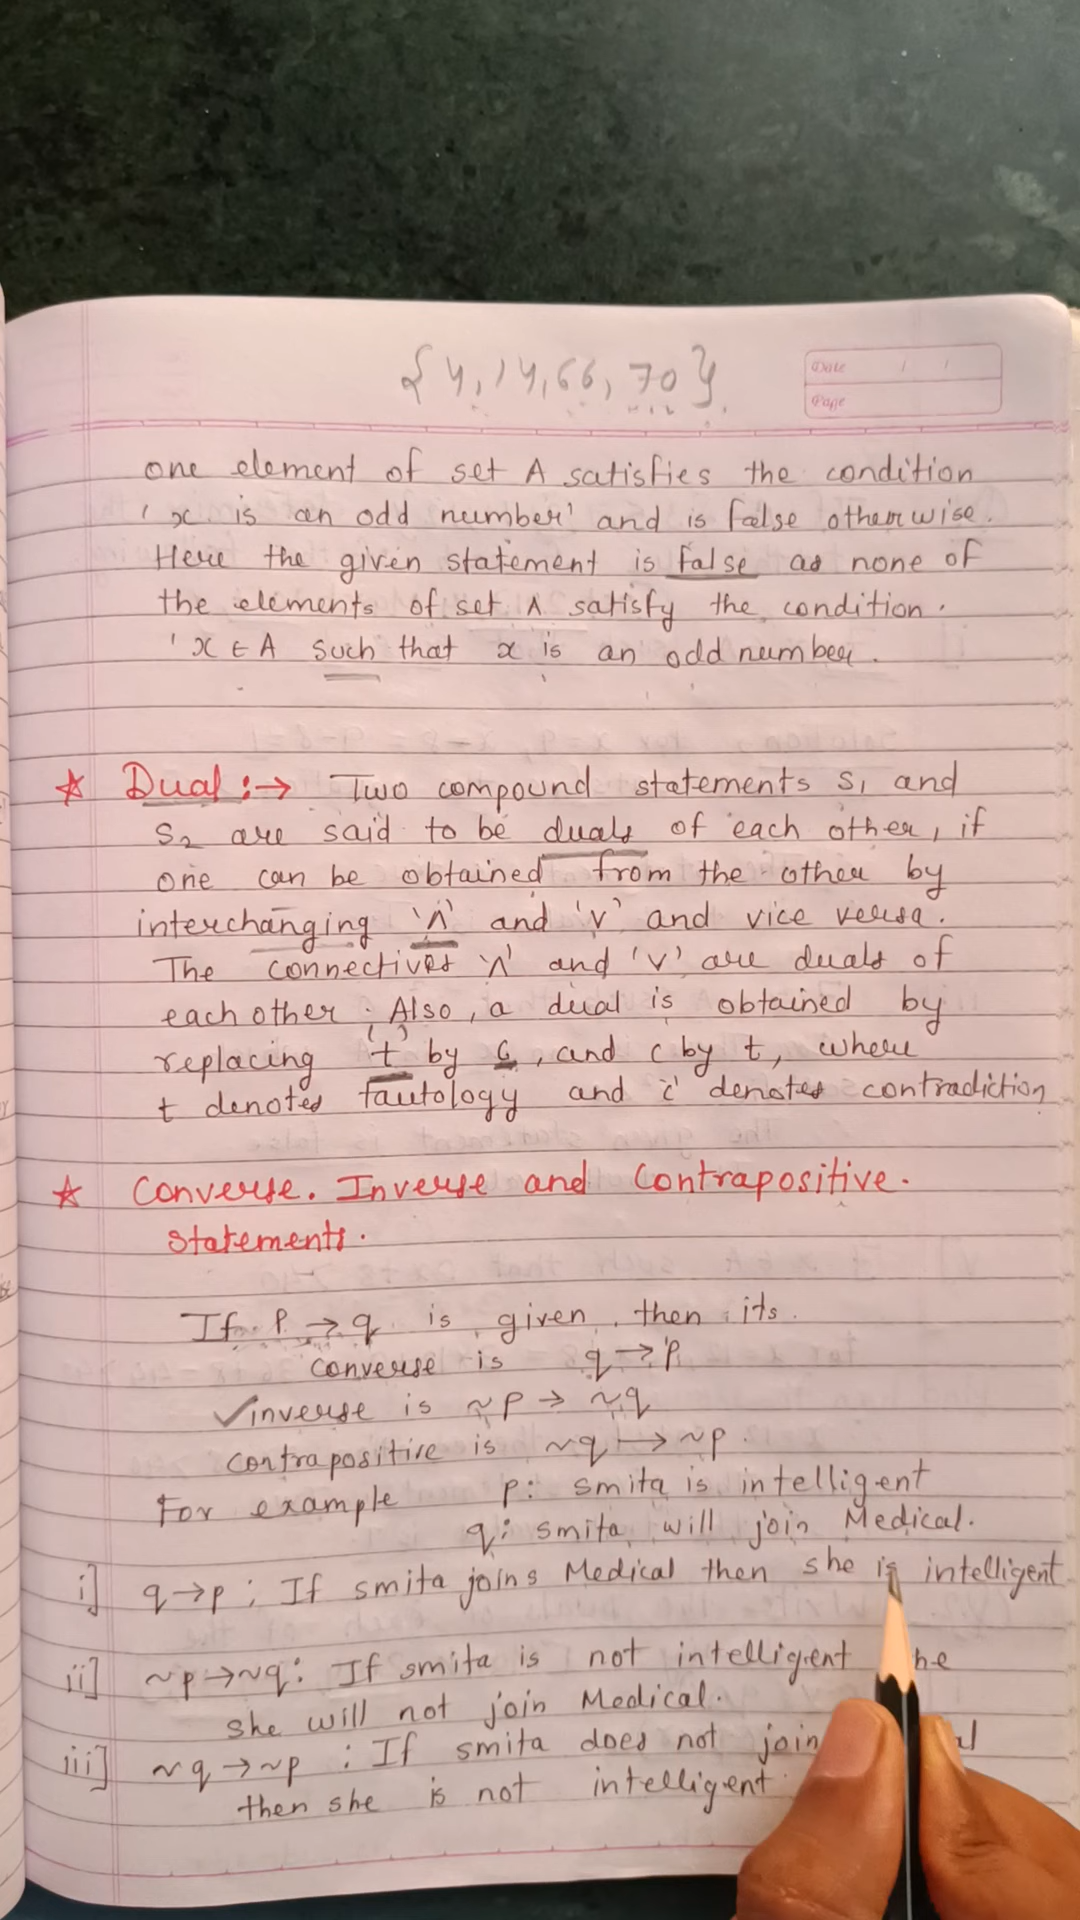 {4, 14, 66, 70}
Date / /
Page
one element of set A satisfies the condition
'x is an odd number' and is false otherwise.
Here the given statement is false as none of
the elements of set A satisfy the condition.
'x ∈ A such that x is an odd number.
☆ Dual :→ Two compound statements S₁ and
S₂ are said to be duals of each other, if
one can be obtained from the other by
interchanging '∧' and '∨' and vice versa.
The connectives '∧' and '∨' are duals of
each other. Also, a dual is obtained by
replacing 't' by c, and c by t, where
t denotes tautology and 'c' denotes contradiction
☆ Converse. Inverse and Contrapositive.
statements.
If p → q is given, then its.
converse is q → p
✓inverse is ~p → ~q
contrapositive is ~q → ~p.
For example p: smita is intelligent
q: smita will join Medical.
i] q→p : If smita joins Medical then she is intelligent
ii] ~p→~q: If smita is not intelligent he
she will not join Medical.
iii] ~q→~p : If smita does not join al
then she is not intelligent